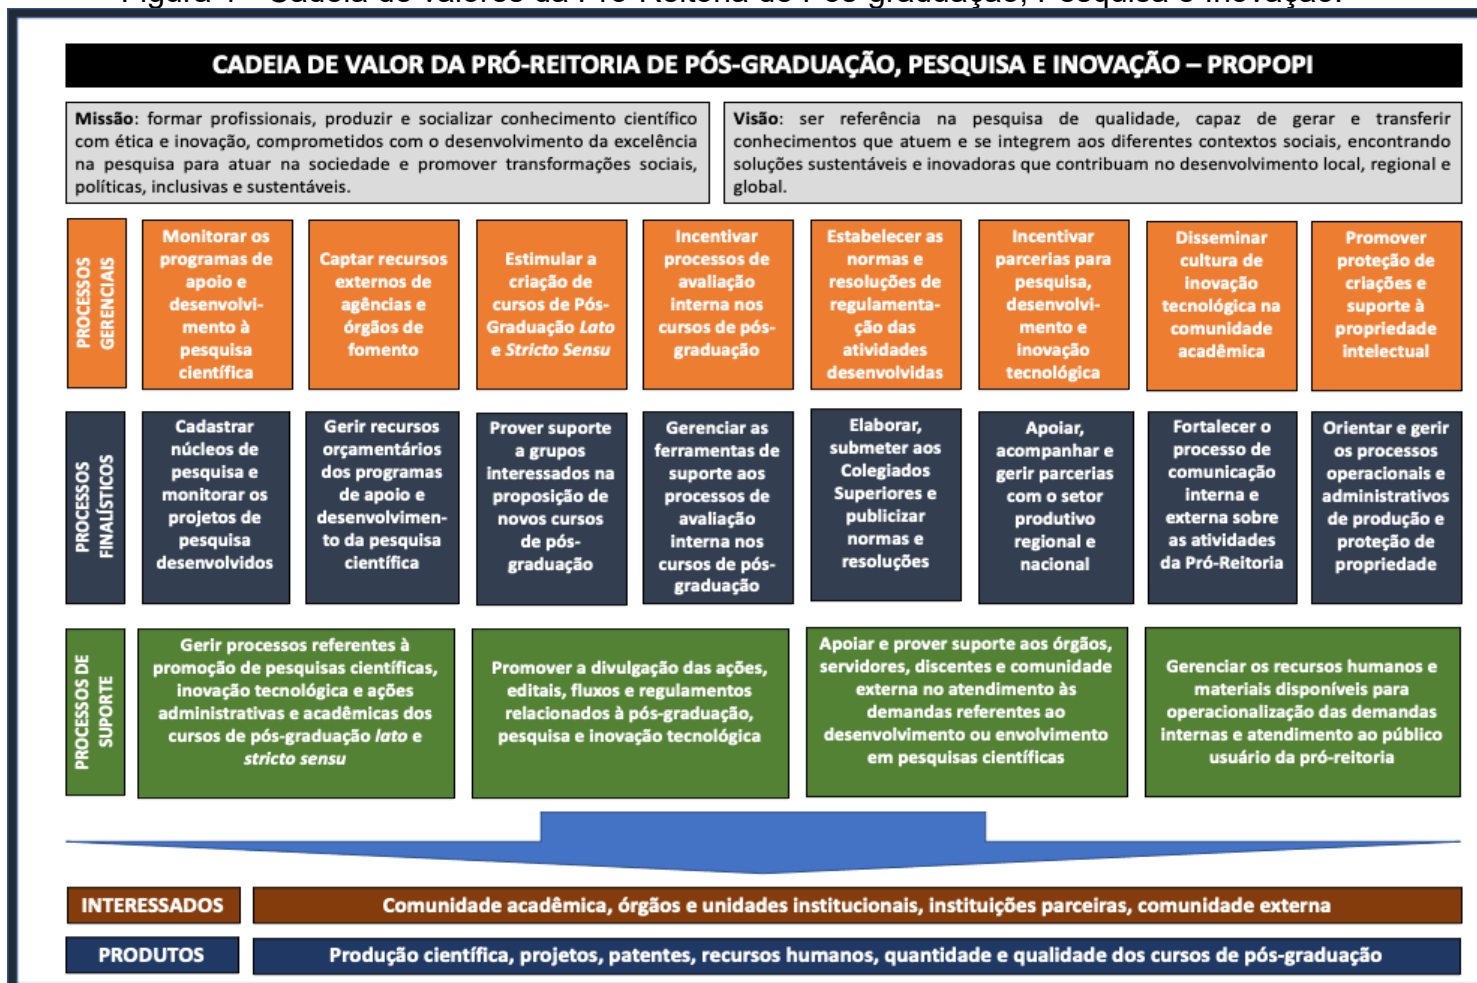 CADEIA DE VALOR DA PRÓ-REITORIA DE PÓS-GRADUAÇÃO, PESQUISA E INOVAÇÃO – PROPOPI
Missão: formar profissionais, produzir e socializar conhecimento científico
com ética e inovação, comprometidos com o desenvolvimento da excelência
na pesquisa para atuar na sociedade e promover transformações sociais,
políticas, inclusivas e sustentáveis.
Visão: ser referência na pesquisa de qualidade, capaz de gerar e transferir
conhecimentos que atuem e se integrem aos diferentes contextos sociais, encontrando
soluções sustentáveis e inovadoras que contribuam no desenvolvimento local, regional e
global.
PROCESSOS
GERENCIAIS
Monitorar os
programas de
apoio e
desenvolvi-
mento à
pesquisa
científica
Captar recursos
externos de
agências e
órgãos de
fomento
Estimular a
criação de
cursos de Pós-
Graduação Lato
e Stricto Sensu
Incentivar
processos de
avaliação
interna nos
cursos de pós-
graduação
Estabelecer as
normas e
resoluções de
regulamenta-
ção das
atividades
desenvolvidas
Incentivar
parcerias para
pesquisa,
desenvolvi-
mento e
inovação
tecnológica
Disseminar
cultura de
inovação
tecnológica na
comunidade
acadêmica
Promover
proteção de
criações e
suporte à
propriedade
intelectual
PROCESSOS
FINALÍSTICOS
Cadastrar
núcleos de
pesquisa e
monitorar os
projetos de
pesquisa
desenvolvidos
Gerir recursos
orçamentários
dos programas
de apoio e
desenvolvimen-
to da pesquisa
científica
Prover suporte
a grupos
interessados na
proposição de
novos cursos
de pós-
graduação
Gerenciar as
ferramentas de
suporte aos
processos de
avaliação
interna nos
cursos de pós-
graduação
Elaborar,
submeter aos
Colegiados
Superiores e
publicizar
normas e
resoluções
Apoiar,
acompanhar e
gerir parcerias
com o setor
produtivo
regional e
nacional
Fortalecer o
processo de
comunicação
interna e
externa sobre
as atividades
da Pró-Reitoria
Orientar e gerir
os processos
operacionais e
administrativos
de produção e
proteção de
propriedade
PROCESSOS DE
SUPORTE
Gerir processos referentes à
promoção de pesquisas científicas,
inovação tecnológica e ações
administrativas e acadêmicas dos
cursos de pós-graduação lato e
stricto sensu
Promover a divulgação das ações,
editais, fluxos e regulamentos
relacionados à pós-graduação,
pesquisa e inovação tecnológica
Apoiar e prover suporte aos órgãos,
servidores, discentes e comunidade
externa no atendimento às
demandas referentes ao
desenvolvimento ou envolvimento
em pesquisas científicas
Gerenciar os recursos humanos e
materiais disponíveis para
operacionalização das demandas
internas e atendimento ao público
usuário da pró-reitoria
INTERESSADOS
Comunidade acadêmica, órgãos e unidades institucionais, instituições parceiras, comunidade externa
PRODUTOS
Produção científica, projetos, patentes, recursos humanos, quantidade e qualidade dos cursos de pós-graduação